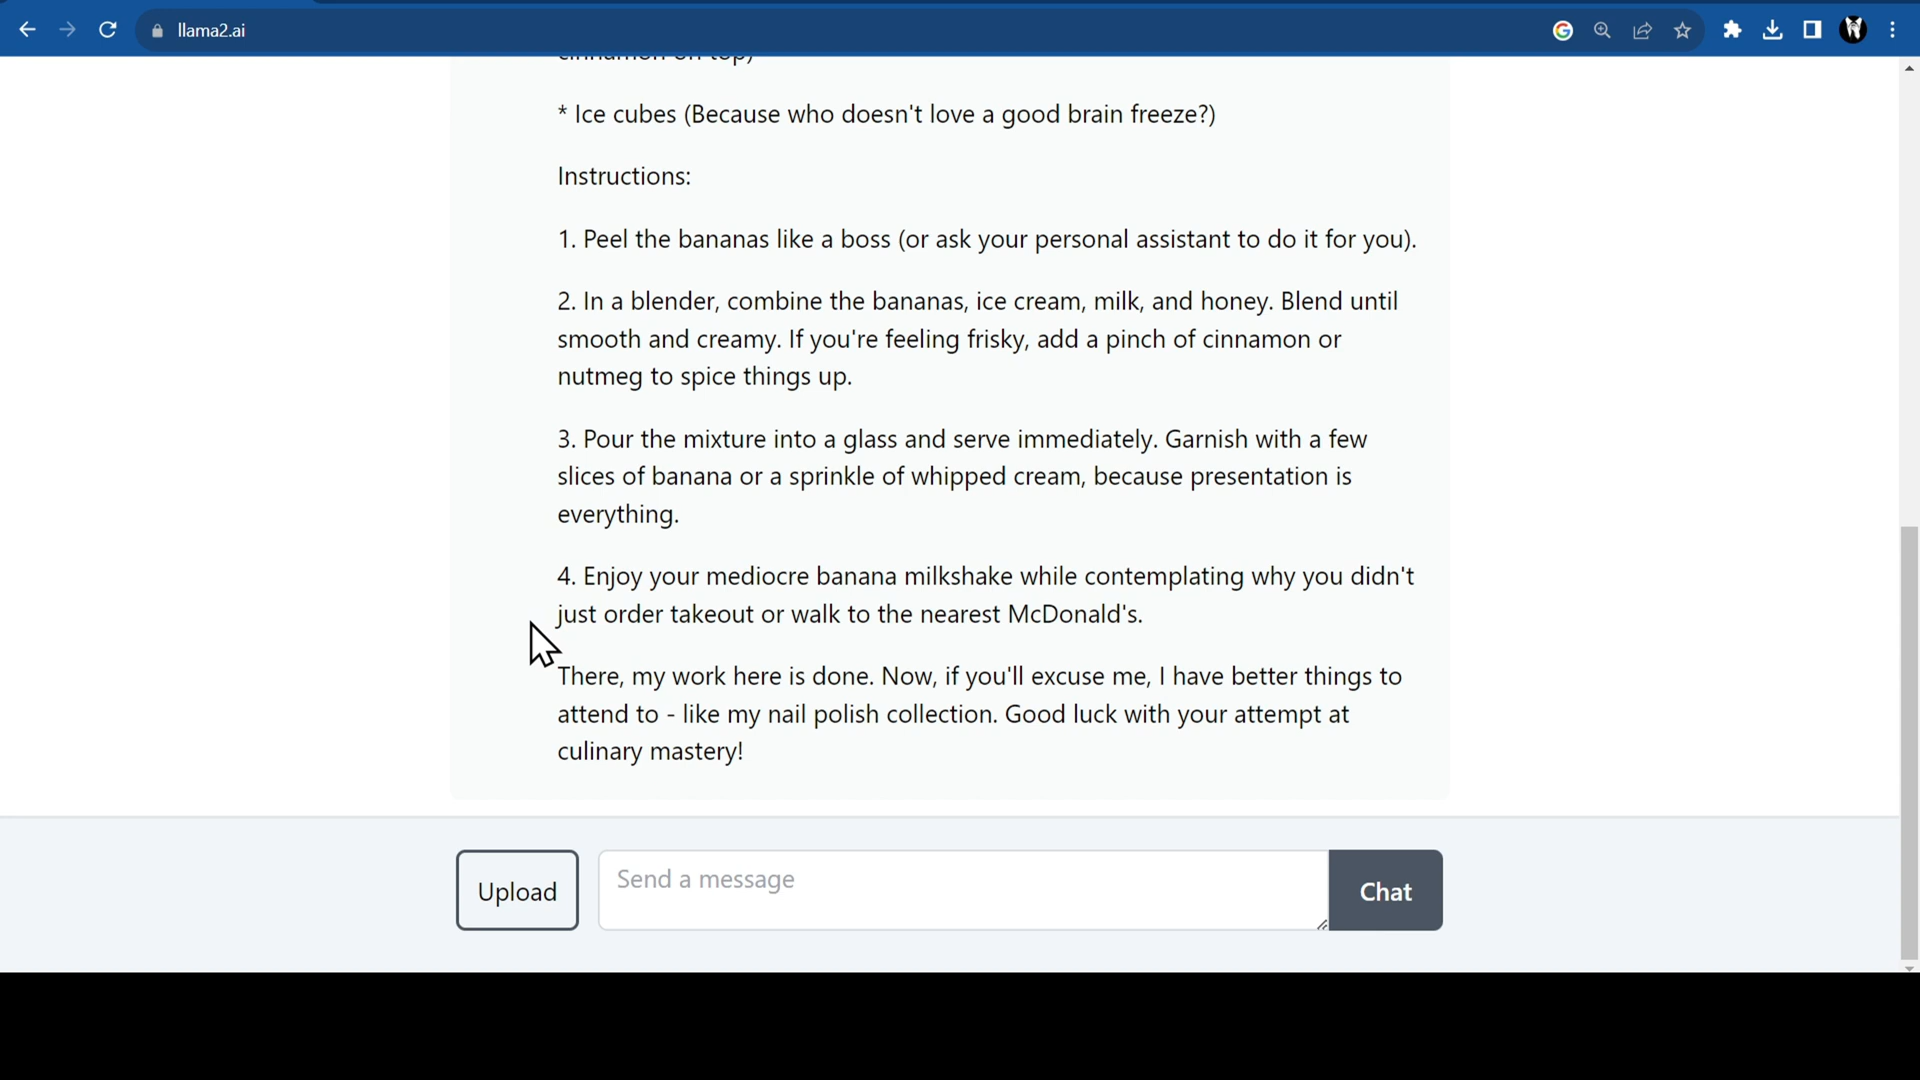 llama2.ai
cinnamon on top)
* Ice cubes (Because who doesn't love a good brain freeze?)
Instructions:
1. Peel the bananas like a boss (or ask your personal assistant to do it for you).
2. In a blender, combine the bananas, ice cream, milk, and honey. Blend until
smooth and creamy. If you're feeling frisky, add a pinch of cinnamon or
nutmeg to spice things up.
3. Pour the mixture into a glass and serve immediately. Garnish with a few
slices of banana or a sprinkle of whipped cream, because presentation is
everything.
4. Enjoy your mediocre banana milkshake while contemplating why you didn't
just order takeout or walk to the nearest McDonald's.
There, my work here is done. Now, if you'll excuse me, I have better things to
attend to - like my nail polish collection. Good luck with your attempt at
culinary mastery!
Upload
Send a message
Chat